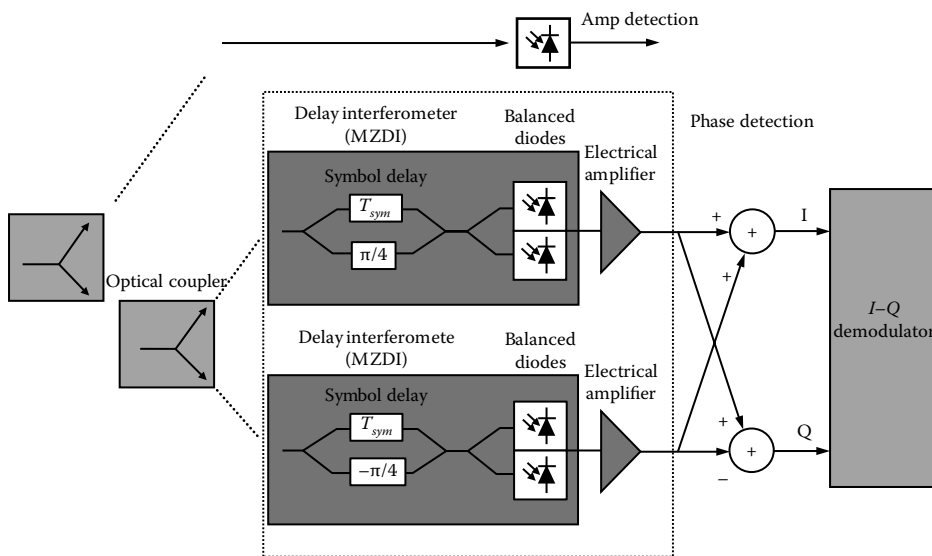 Amp detection
Delay interferometer
(MZDI)
Balanced
diodes
Phase detection
Electrical
amplifier
Symbol delay
T_sym
π/4
+
+
I
+
Optical coupler
I–Q
demodulator
Delay interferomete
(MZDI)
Balanced
diodes
Electrical
amplifier
Symbol delay
T_sym
−π/4
+
+
Q
−